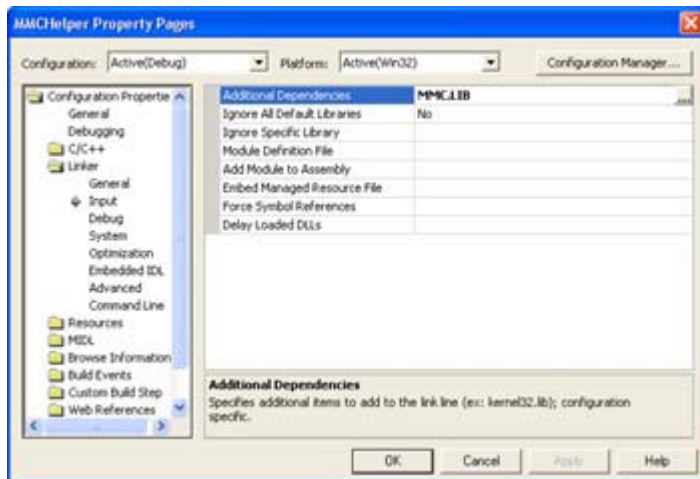 MMCHelper Property Pages
Configuration: Active(Debug) Platform: Active(Win32) Configuration Manager...
Configuration Propertie
General
Debugging
C/C++
Linker
General
Input
Debug
System
Optimization
Embedded IDL
Advanced
Command Line
Resources
MIDL
Browse Information
Build Events
Custom Build Step
Web References
Additional Dependencies MMC.LIB ...
Ignore All Default Libraries No
Ignore Specific Library
Module Definition File
Add Module to Assembly
Embed Managed Resource File
Force Symbol References
Delay Loaded DLLs
Additional Dependencies
Specifies additional items to add to the link line (ex: kernel32.lib); configuration
specific.
OK Cancel Apply Help